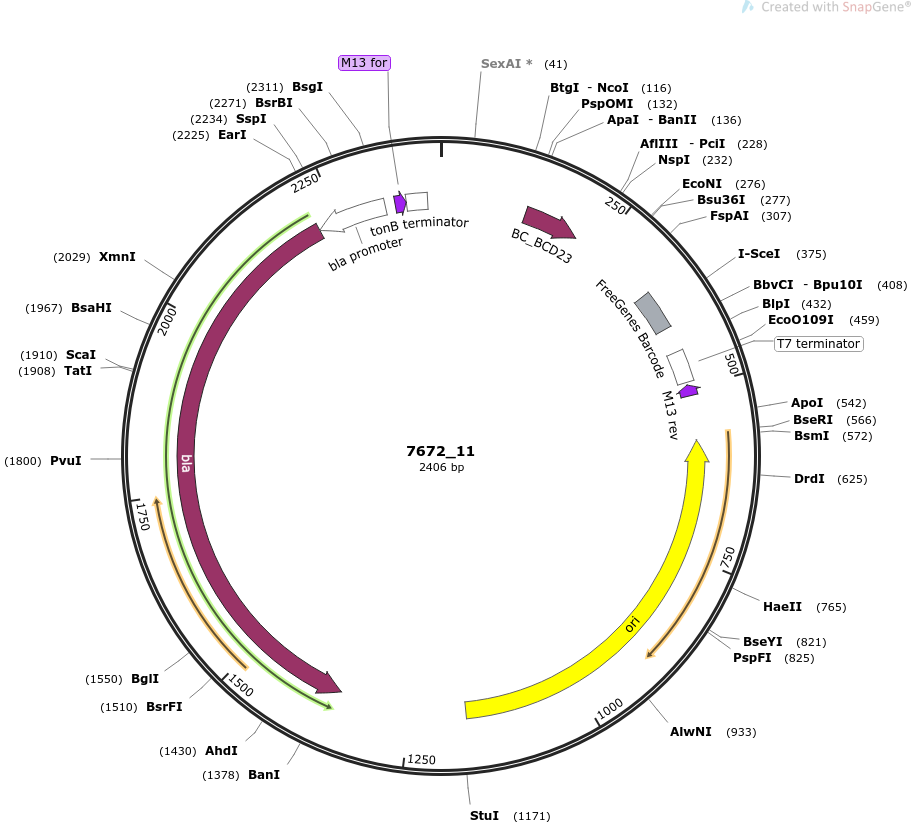 Created with SnapGene®
M13 for
SexAI * (41)
(2311) BsgI
(2271) BsrBI
(2234) SspI
(2225) EarI
BtgI - NcoI (116)
PspOMI (132)
ApaI - BanII (136)
AflIII - PciI (228)
NspI (232)
EcoNI (276)
Bsu36I (277)
FspAI (307)
2250
250
tonB terminator
bla promoter
BC_BCD23
(2029) XmnI
I-SceI (375)
BbvCI - Bpu10I (408)
BlpI (432)
EcoO109I (459)
T7 terminator
(1967) BsaHI
2000
FreeGenes Barcode
500
(1910) ScaI
(1908) TatI
M13 rev
ApoI (542)
BseRI (566)
BsmI (572)
7672_11
2406 bp
(1800) PvuI
bla
DrdI (625)
1750
750
HaeII (765)
ori
BseYI (821)
PspFI (825)
(1550) BglI
1500
(1510) BsrFI
1000
AlwNI (933)
(1430) AhdI
(1378) BanI
1250
StuI (1171)